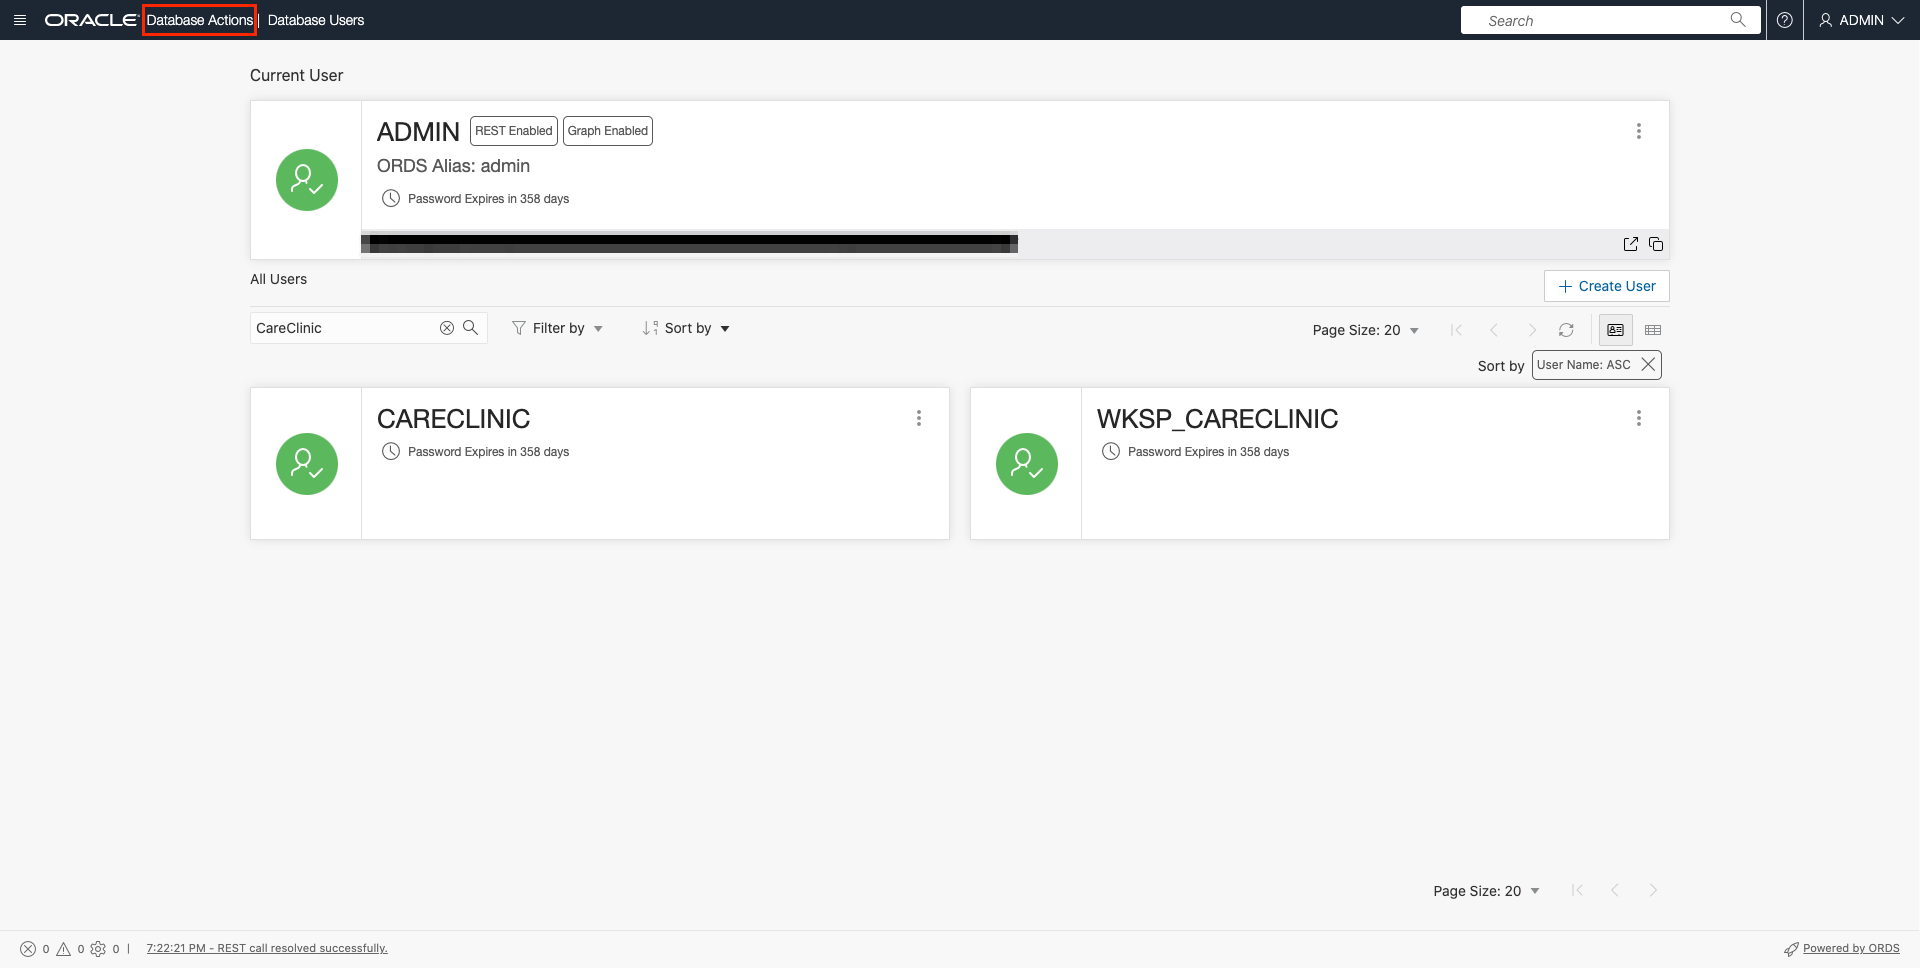 ORACLE Database Actions | Database Users
Search
ADMIN
Current User
ADMIN REST Enabled Graph Enabled
ORDS Alias: admin
Password Expires in 358 days
All Users
Create User
CareClinic
Filter by
Sort by
Page Size: 20
Sort by User Name: ASC
CARECLINIC
Password Expires in 358 days
WKSP_CARECLINIC
Password Expires in 358 days
Page Size: 20
0 0 0 | 7:22:21 PM - REST call resolved successfully.
Powered by ORDS